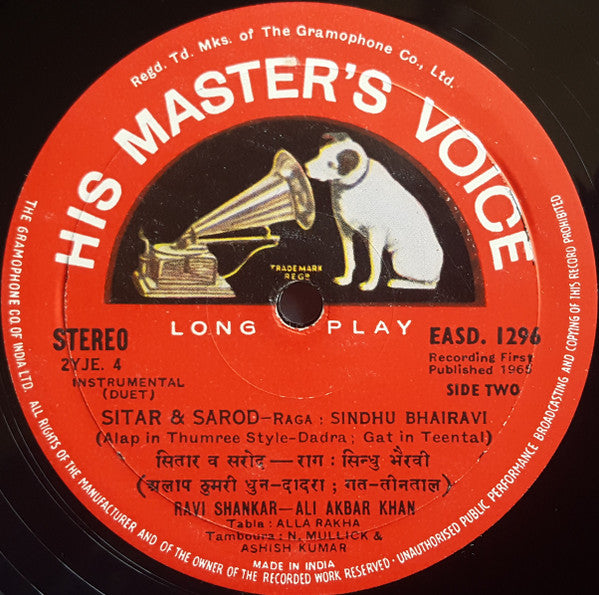 Regd. Td. Mks. of The Gramophone Co., Ltd.
HIS MASTER'S VOICE
TRADEMARK
REGD
LONG PLAY
STEREO
2YJE. 4
INSTRUMENTAL
(DUET)
EASD. 1296
Recording First
Published 1965
SIDE TWO
SITAR & SAROD-RAGA : SINDHU BHAIRAVI
(Alap in Thumree Style-Dadra; Gat in Teental)
सितार व सरोद — राग : सिन्धु भैरवी
(अलाप ठुमरी धुन-दादरा ; गत-तीनताल)
RAVI SHANKAR—ALI AKBAR KHAN
Tabla : ALLA RAKHA
Tamboura : N. MULLICK &
ASHISH KUMAR
MADE IN INDIA
THE GRAMOPHONE CO. OF INDIA LTD. ALL RIGHTS OF THE MANUFACTURER AND OF THE OWNER OF THE RECORDED WORK RESERVED · UNAUTHORISED PUBLIC PERFORMANCE BROADCASTING AND COPYING OF THIS RECORD PROHIBITED